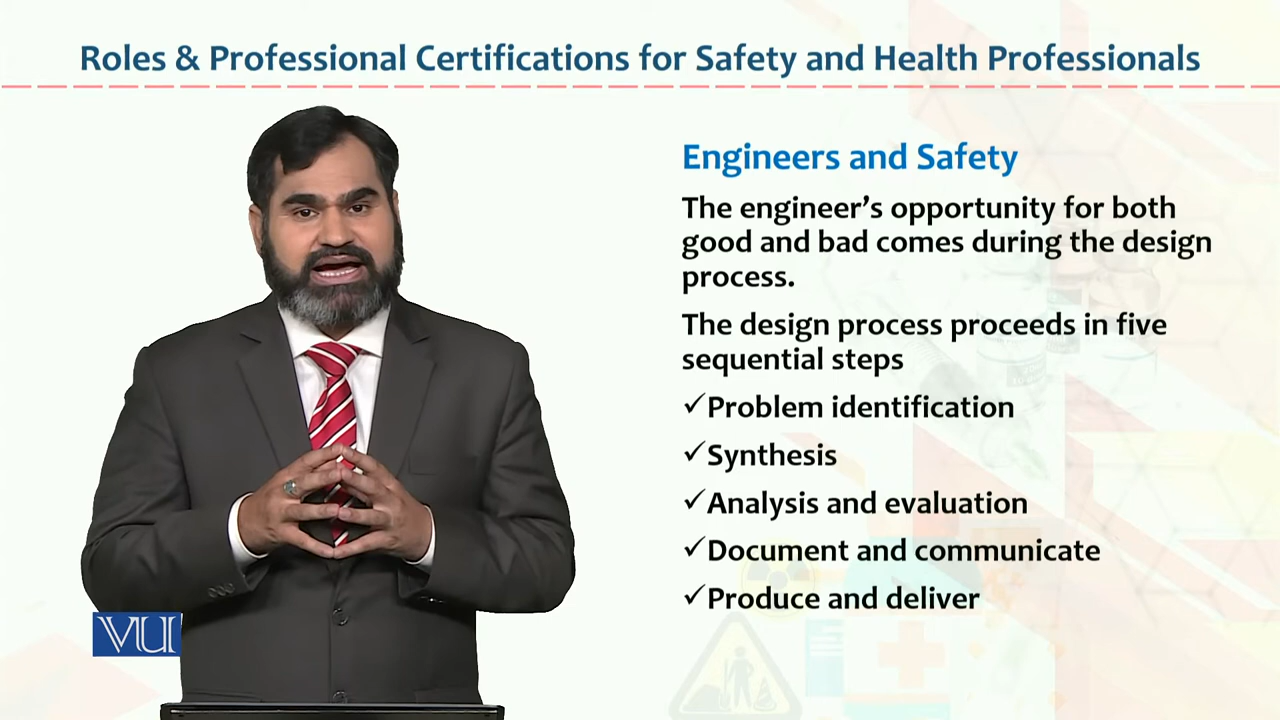 Roles & Professional Certifications for Safety and Health Professionals
Engineers and Safety
The engineer’s opportunity for both
good and bad comes during the design
process.
The design process proceeds in five
sequential steps
✓Problem identification
✓Synthesis
✓Analysis and evaluation
✓Document and communicate
✓Produce and deliver
VU